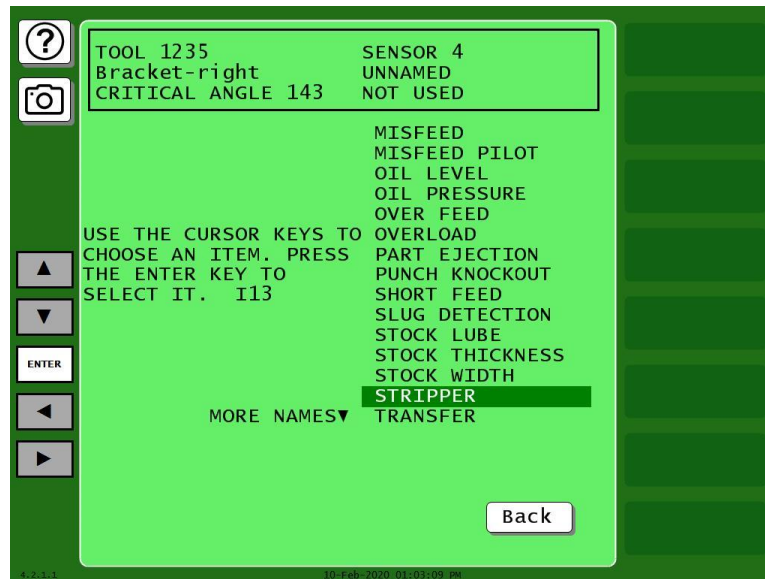 ?
TOOL 1235 SENSOR 4
Bracket-right UNNAMED
CRITICAL ANGLE 143 NOT USED
MISFEED
MISFEED PILOT
OIL LEVEL
OIL PRESSURE
OVER FEED
USE THE CURSOR KEYS TO OVERLOAD
CHOOSE AN ITEM. PRESS PART EJECTION
THE ENTER KEY TO PUNCH KNOCKOUT
SELECT IT. I13 SHORT FEED
SLUG DETECTION
STOCK LUBE
STOCK THICKNESS
ENTER
STOCK WIDTH
STRIPPER
MORE NAMES▼ TRANSFER
Back
4.2.1.1 10-Feb-2020 01:03:09 PM